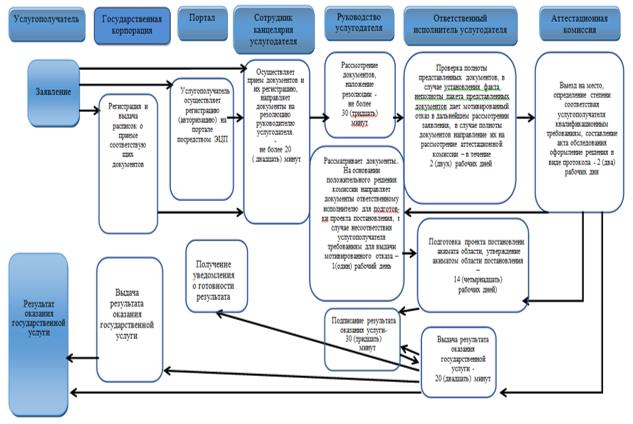 Услугополучатель
Государственная
корпорация
Портал
Сотрудник
канцелярия
услугодателя
Руководство
услугодателя
Ответственный
исполнитель услугодателя
Аттестационная
комиссия
Заявление
Регистрация и
выдача
расписок о
приеме
соответствую
щих
документов
Услугополучатель
осуществляет
регистрацию
(авторизацию) на
портале
посредством ЭЦП
Осуществляет
прием документов и
их регистрацию,
направляет
документы на
резолюцию
руководителю
услугодателя.
-
не более 20
(двадцать) минут
Рассмотрение
документов,
наложение
резолюции -
не более
30 (тридцать)
минут
Проверка полноты
представленных документов, в
случае установления факта
неполноты пакета представленных
документов дает мотивированный
отказ в дальнейшем рассмотрении
заявления, в случае полноты
документов направление их на
рассмотрение аттестационной
комиссии – в течение
2 (двух) рабочих дней
Выезд на место,
определение степени
соответствия
услугополучателя
квалификационным
требованиям, составление
акта обследования
оформление решения в
виде протокола - 2 (два)
рабочих дня
Рассматривает документы.
На основании
положительного решения
комиссии направляет
документы ответственному
исполнителю для подготов-
ки проекта постановления, в
случае несоответствия
услугополучателя
требованиям для выдачи
мотивированного отказа –
1(один) рабочий день
Подготовка проекта постановлени
акимата области, утверждение
акиматом области постановления
–
14 (четырнадцать)
рабочих дней)
Получение
уведомления
о готовности
результата
Результат
оказания
государственной
услуги
Выдача
результата
оказания
государственной
услуги
Подписание результата
оказания услуги-
30 (тридцать)
минут
Выдача результата
оказания
государственной
услуги -
20 (двадцать) минут